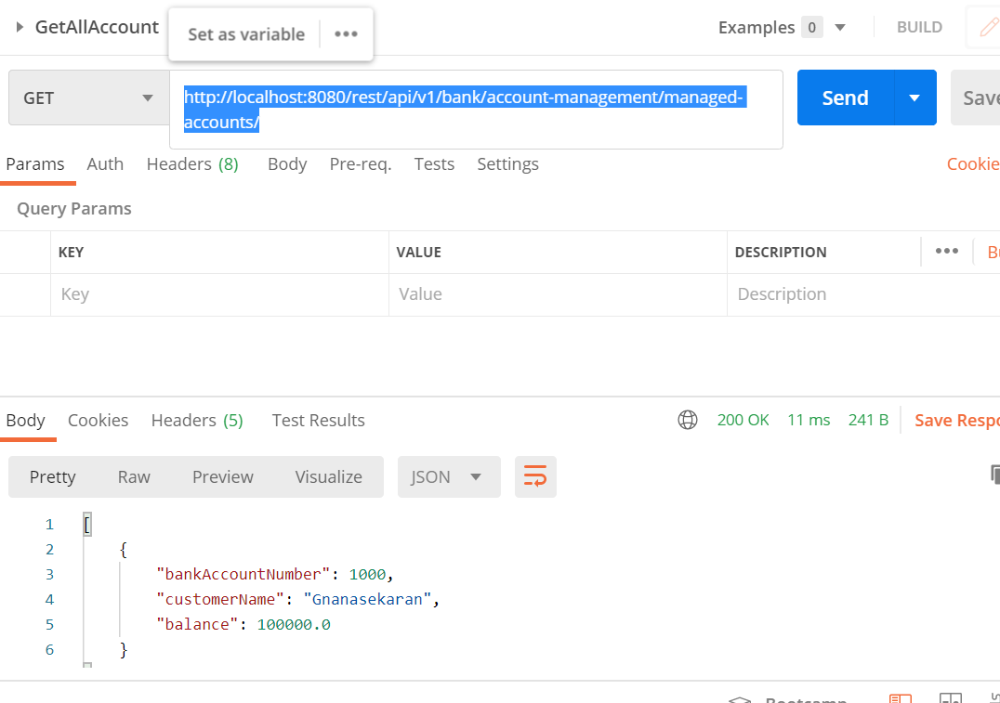 GetAllAccount
Set as variable
Examples 0
BUILD
GET
http://localhost:8080/rest/api/v1/bank/account-management/managed-
accounts/
Send
Save
Params Auth Headers (8) Body Pre-req. Tests Settings
Cookie
Query Params
KEY VALUE DESCRIPTION
Key Value Description
Body Cookies Headers (5) Test Results
200 OK 11 ms 241 B Save Respo
Pretty Raw Preview Visualize JSON
1 [
2 {
3 "bankAccountNumber": 1000,
4 "customerName": "Gnanasekaran",
5 "balance": 100000.0
6 }
Bootcamp